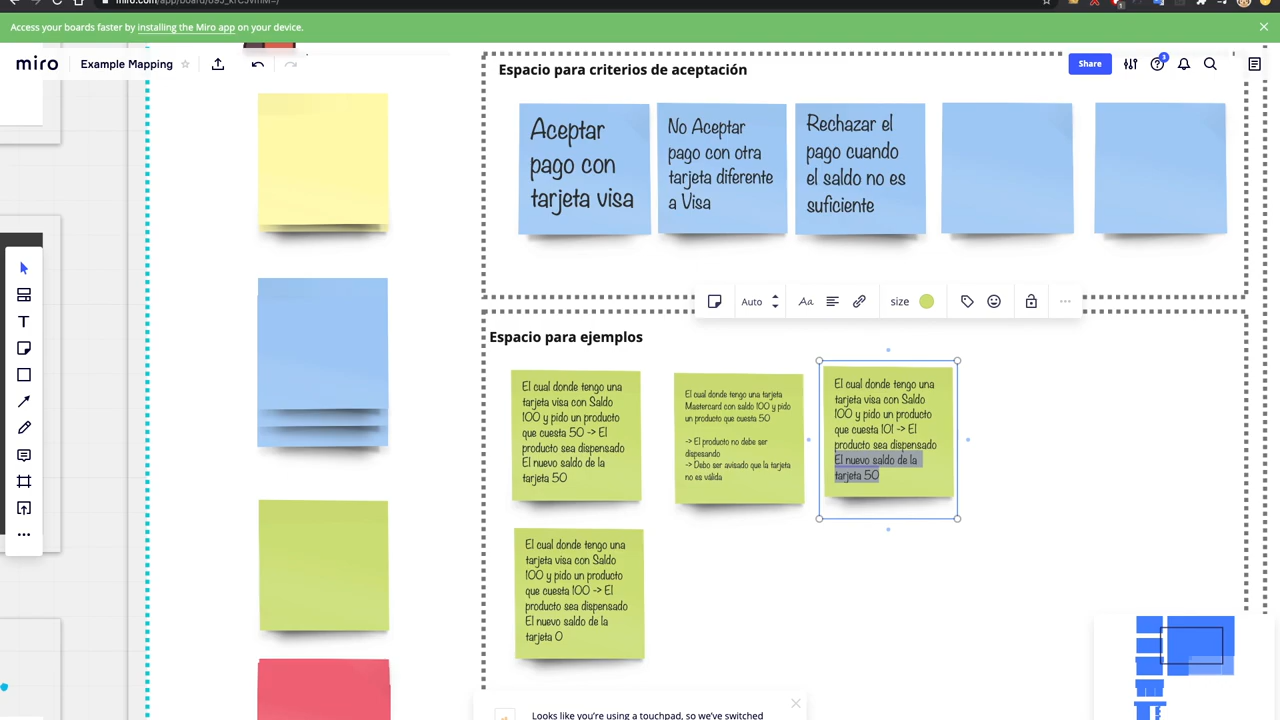 Access your boards faster by installing the Miro app on your device.
miro
Example Mapping
Share
3
Espacio para criterios de aceptación
Aceptar
pago con
tarjeta visa
No Aceptar
pago con otra
tarjeta diferente
a Visa
Rechazar el
pago cuando
el saldo no es
suficiente
Auto
Aa
size
Espacio para ejemplos
El cual donde tengo una
tarjeta visa con Saldo
100 y pido un producto
que cuesta 50 -> El
producto sea dispensado
El nuevo saldo de la
tarjeta 50
El cual donde tengo una tarjeta
Mastercard con saldo 100 y pido
un producto que cuesta 50
-> El producto no debe ser
dispesando
-> Debo ser avisado que la tarjeta
no es válida
El cual donde tengo una
tarjeta visa con Saldo
100 y pido un producto
que cuesta 101 -> El
producto sea dispensado
El nuevo saldo de la
tarjeta 50
El cual donde tengo una
tarjeta visa con Saldo
100 y pido un producto
que cuesta 100 -> El
producto sea dispensado
El nuevo saldo de la
tarjeta 0
Looks like you're using a touchpad, so we've switched